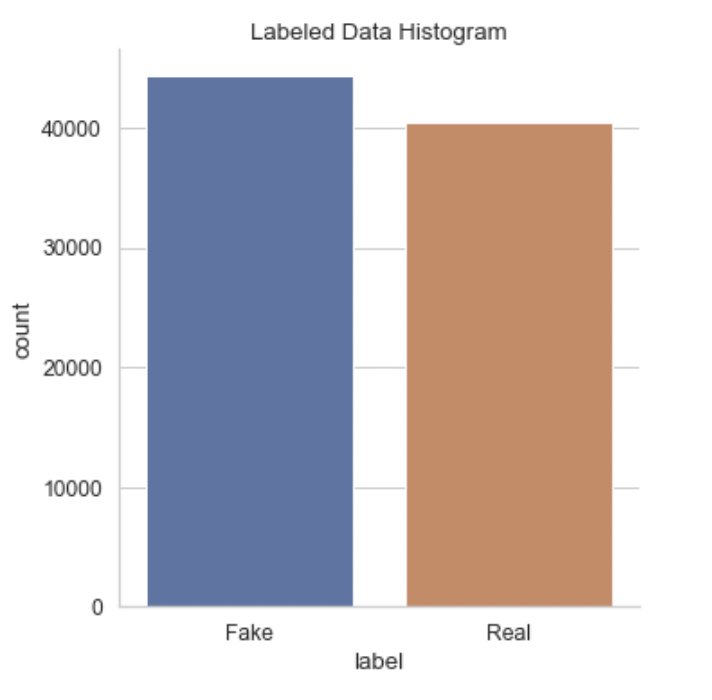 Labeled Data Histogram
40000
30000
20000
10000
0
count
Fake
Real
label